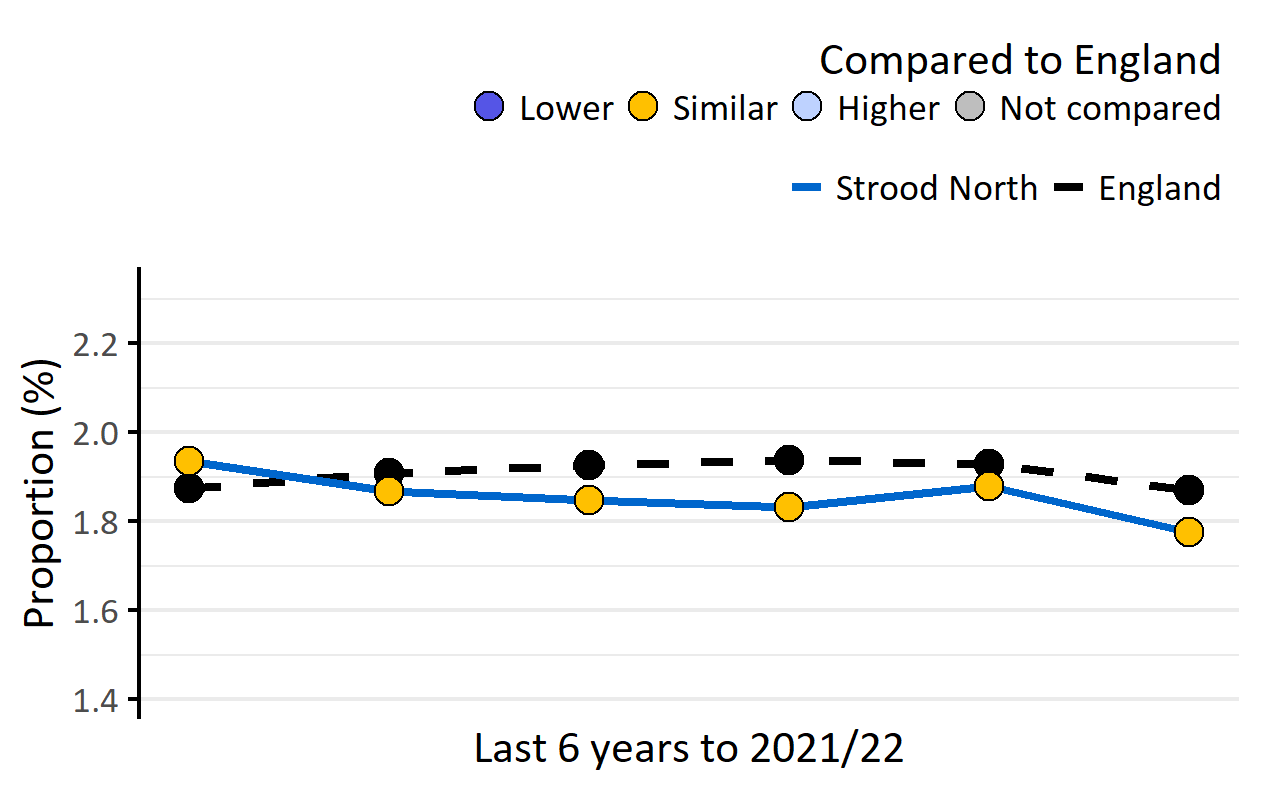 Compared to England
Lower Similar Higher Not compared
Strood North England
Proportion (%)
2.2
2.0
1.8
1.6
1.4
Last 6 years to 2021/22